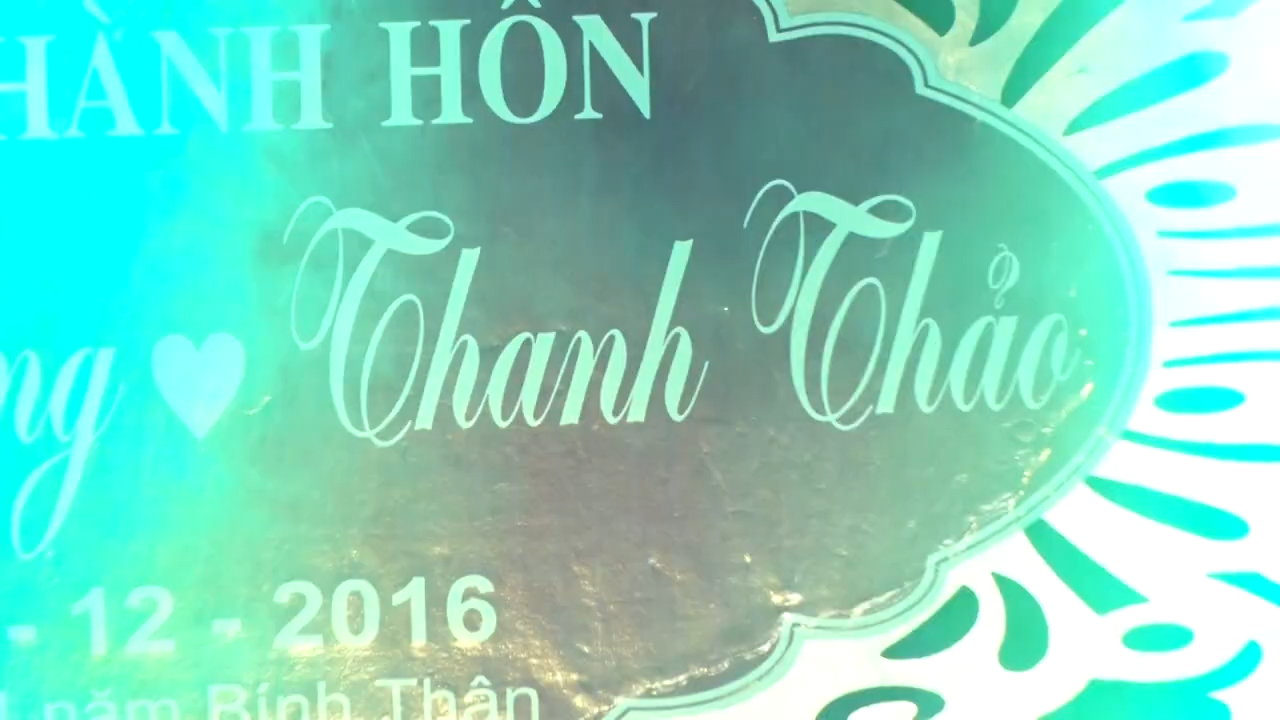 HÀNH HÔN
ng ♥ Thanh Thảo
- 12 - 2016
năm Bính Thân